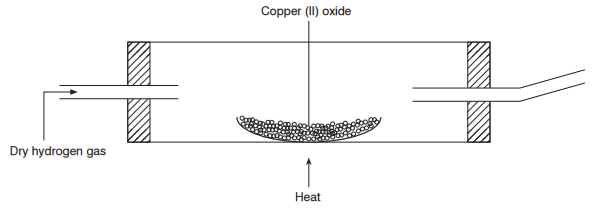 Copper (II) oxide
Dry hydrogen gas
Heat